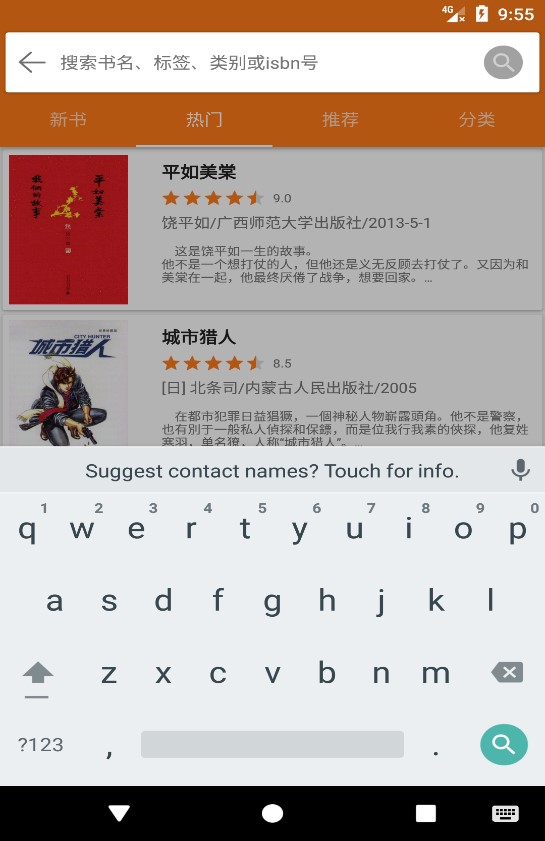 4G 9:55
搜索书名、标签、类别或isbn号
新书 热门 推荐 分类
平如美棠
我俩的故事
平如美棠
9.0
饶平如/广西师范大学出版社/2013-5-1
这是饶平如一生的故事。
他不是一个想打仗的人，但他还是义无反顾去打仗了。又因为和
美棠在一起，他最终厌倦了战争，想要回家。...
城市猎人
CITY HUNTER
城市猎人
8.5
[日] 北条司/内蒙古人民出版社/2005
在都市犯罪日益猖獗，一個神秘人物嶄露頭角。他不是警察，
也有別于一般私人偵探和保鏢，而是位我行我素的俠探，他复姓
寒羽，单名獠，人称“城市猎人”。...
Suggest contact names? Touch for info.
1 2 3 4 5 6 7 8 9 0
q w e r t y u i o p
a s d f g h j k l
z x c v b n m
?123 , .